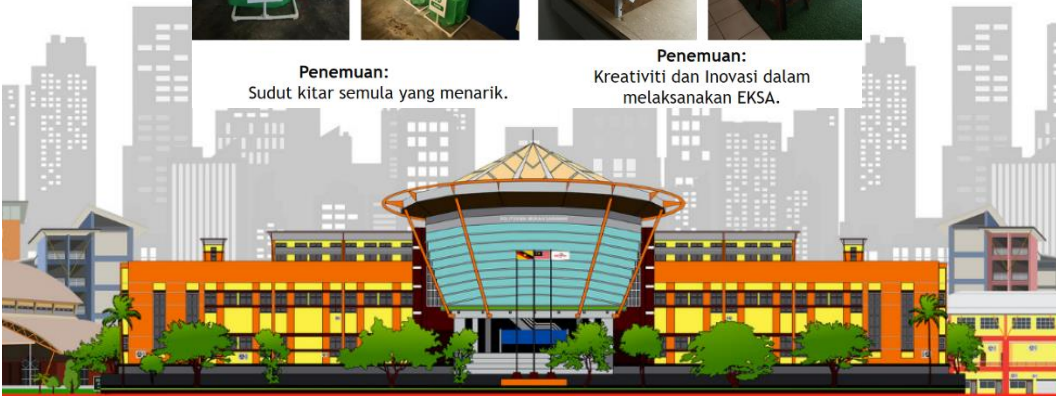 Penemuan:
Sudut kitar semula yang menarik.
Penemuan:
Kreativiti dan Inovasi dalam
melaksanakan EKSA.